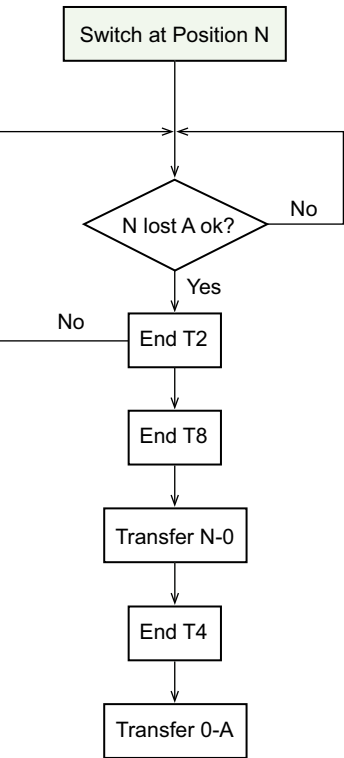 Switch at Position N
N lost A ok?
No
Yes
No
End T2
End T8
Transfer N-0
End T4
Transfer 0-A